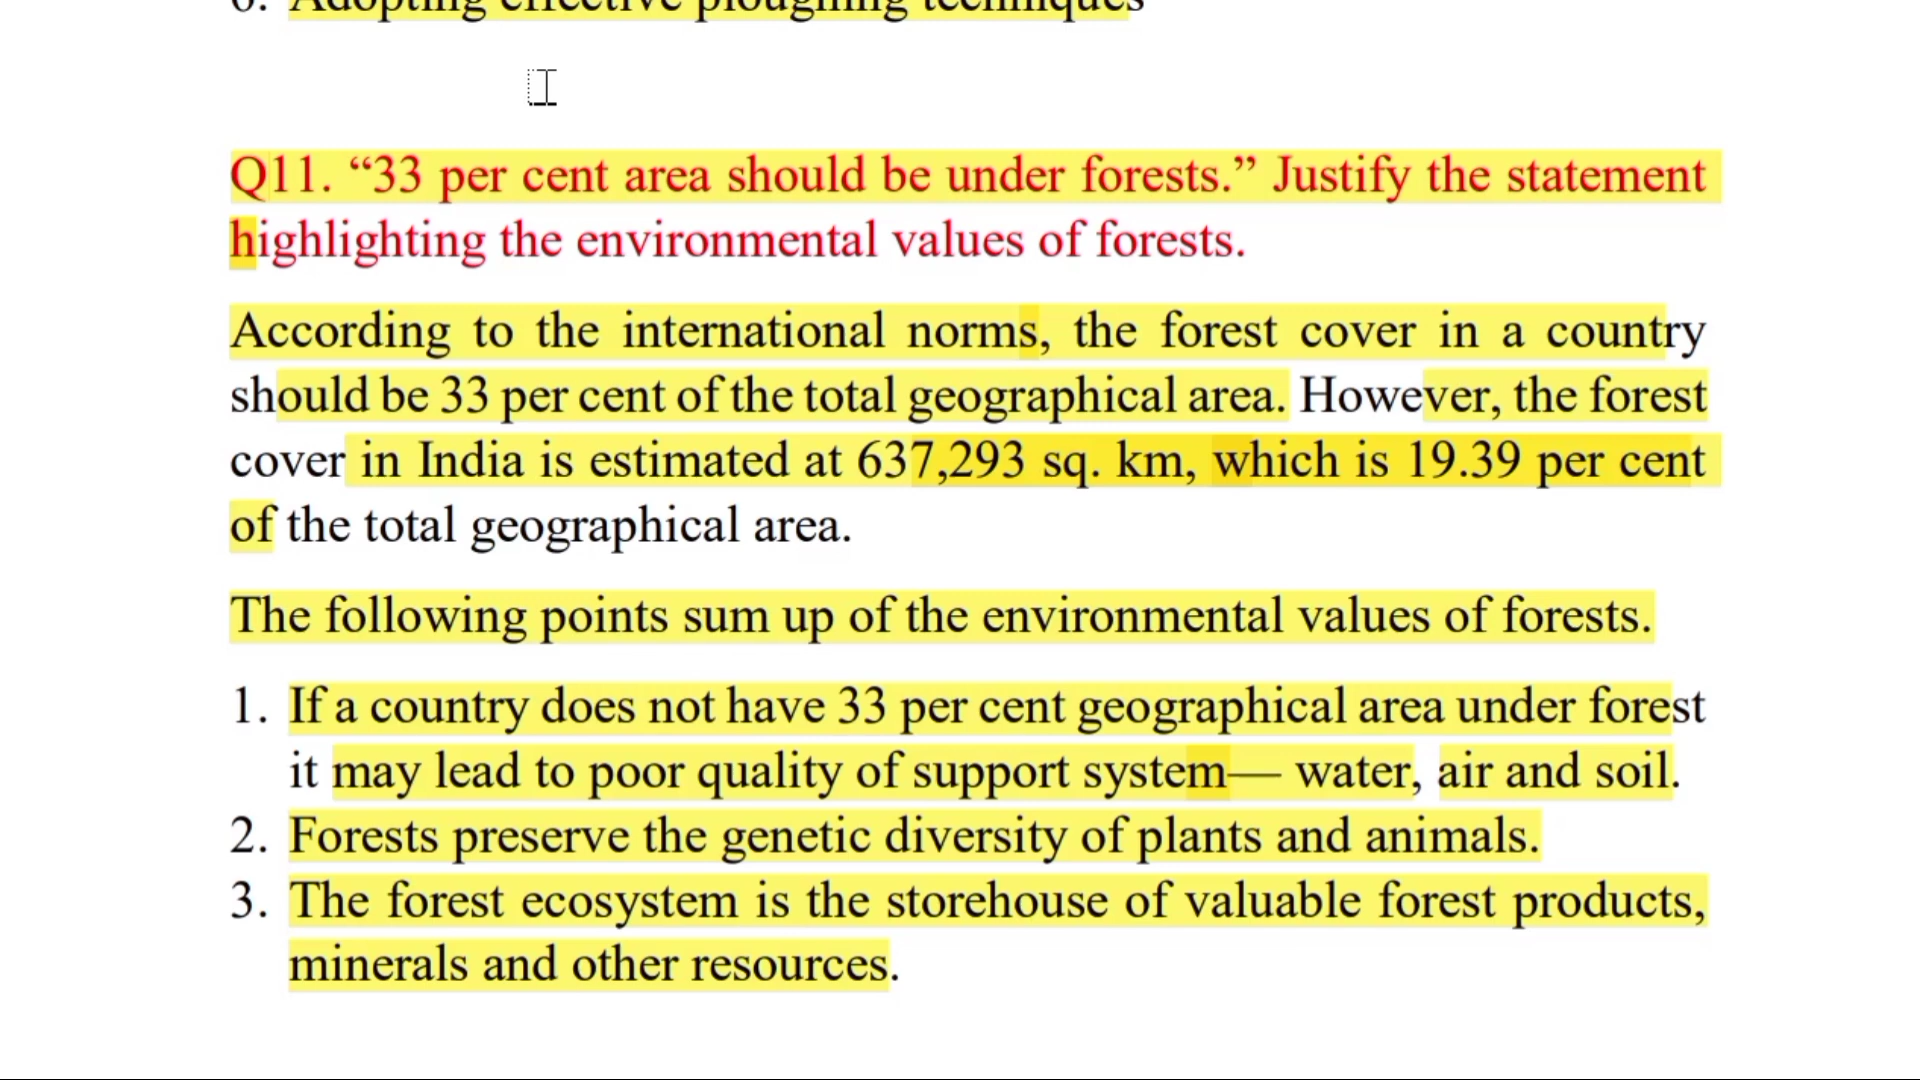 6. Adopting effective ploughing techniques
Q11. “33 per cent area should be under forests.” Justify the statement
highlighting the environmental values of forests.
According to the international norms, the forest cover in a country
should be 33 per cent of the total geographical area. However, the forest
cover in India is estimated at 637,293 sq. km, which is 19.39 per cent
of the total geographical area.
The following points sum up of the environmental values of forests.
1. If a country does not have 33 per cent geographical area under forest
it may lead to poor quality of support system— water, air and soil.
2. Forests preserve the genetic diversity of plants and animals.
3. The forest ecosystem is the storehouse of valuable forest products,
minerals and other resources.